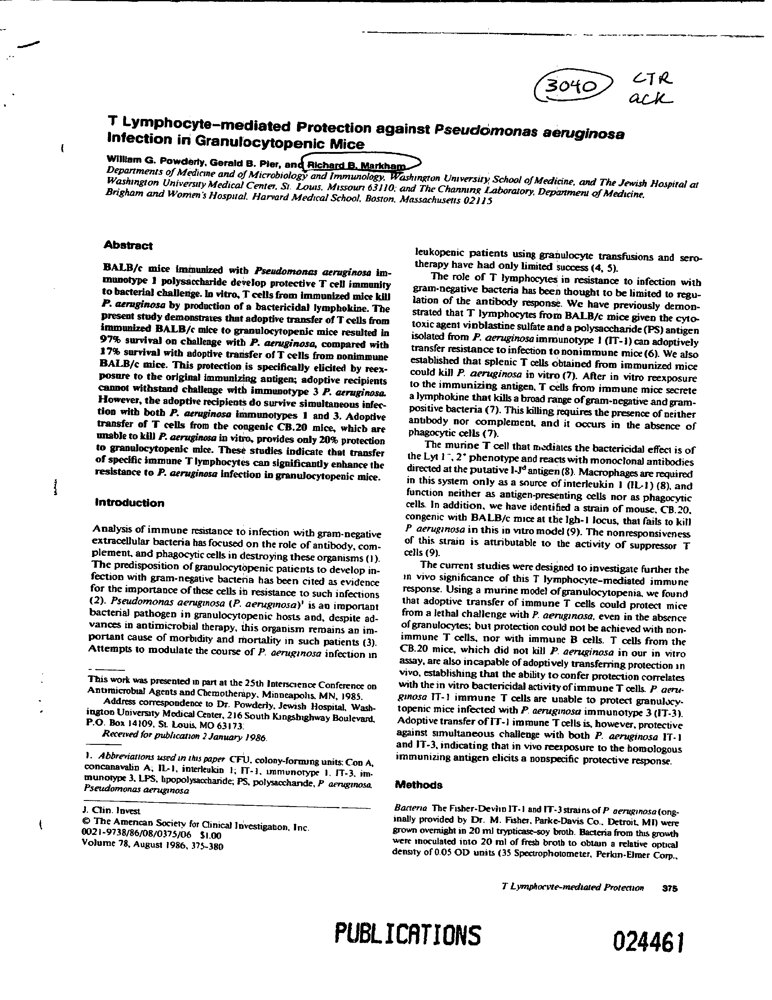 3040
CTR
ack
T Lymphocyte–mediated Protection against Pseudomonas aeruginosa
Infection in Granulocytopenic Mice
William G. Powderly, Gerald B. Pier, and Richard B. Markham
Departments of Medicine and of Microbiology and Immunology, Washington University School of Medicine, and The Jewish Hospital at
Washington University Medical Center, St. Louis, Missouri 63110; and The Channing Laboratory, Department of Medicine,
Brigham and Women's Hospital, Harvard Medical School, Boston, Massachusetts 02115
Abstract
BALB/c mice immunized with Pseudomonas aeruginosa im-
munotype 1 polysaccharide develop protective T cell immunity
to bacterial challenge. In vitro, T cells from immunized mice kill
P. aeruginosa by production of a bactericidal lymphokine. The
present study demonstrates that adoptive transfer of T cells from
immunized BALB/c mice to granulocytopenic mice resulted in
97% survival on challenge with P. aeruginosa, compared with
17% survival with adoptive transfer of T cells from nonimmune
BALB/c mice. This protection is specifically elicited by reex-
posure to the original immunizing antigen; adoptive recipients
cannot withstand challenge with immunotype 3 P. aeruginosa.
However, the adoptive recipients do survive simultaneous infec-
tion with both P. aeruginosa immunotypes 1 and 3. Adoptive
transfer of T cells from the congenic CB.20 mice, which are
unable to kill P. aeruginosa in vitro, provides only 20% protection
to granulocytopenic mice. These studies indicate that transfer
of specific immune T lymphocytes can significantly enhance the
resistance to P. aeruginosa infection in granulocytopenic mice.
Introduction
Analysis of immune resistance to infection with gram-negative
extracellular bacteria has focused on the role of antibody, com-
plement, and phagocytic cells in destroying these organisms (1).
The predisposition of granulocytopenic patients to develop in-
fection with gram-negative bacteria has been cited as evidence
for the importance of these cells in resistance to such infections
(2). Pseudomonas aeruginosa (P. aeruginosa)¹ is an important
bacterial pathogen in granulocytopenic hosts and, despite ad-
vances in antimicrobial therapy, this organism remains an im-
portant cause of morbidity and mortality in such patients (3).
Attempts to modulate the course of P. aeruginosa infection in
This work was presented in part at the 25th Interscience Conference on
Antimicrobial Agents and Chemotherapy, Minneapolis, MN, 1985.
Address correspondence to Dr. Powderly, Jewish Hospital, Wash-
ington University Medical Center, 216 South Kingshighway Boulevard,
P.O. Box 14109, St. Louis, MO 63173.
Received for publication 2 January 1986.
1. Abbreviations used in this paper CFU, colony-forming units; Con A,
concanavalin A; IL-1, interleukin 1; IT-1, immunotype 1. IT-3, im-
munotype 3, LPS, lipopolysaccharide; PS, polysaccharide, P aeruginosa.
Pseudomonas aeruginosa
J. Clin. Invest
© The American Society for Clinical Investigation, Inc.
0021-9738/86/08/0375/06 $1.00
Volume 78, August 1986, 375-380
leukopenic patients using granulocyte transfusions and sero-
therapy have had only limited success (4, 5).
The role of T lymphocytes in resistance to infection with
gram-negative bacteria has been thought to be limited to regu-
lation of the antibody response. We have previously demon-
strated that T lymphocytes from BALB/c mice given the cyto-
toxic agent vinblastine sulfate and a polysaccharide (PS) antigen
isolated from P. aeruginosa immunotype 1 (IT-1) can adoptively
transfer resistance to infection to nonimmune mice (6). We also
established that splenic T cells obtained from immunized mice
could kill P. aeruginosa in vitro (7). After in vitro reexposure
to the immunizing antigen, T cells from immune mice secrete
a lymphokine that kills a broad range of gram-negative and gram-
positive bacteria (7). This killing requires the presence of neither
antibody nor complement, and it occurs in the absence of
phagocytic cells (7).
The murine T cell that mediates the bactericidal effect is of
the Lyt 1⁻, 2⁺ phenotype and reacts with monoclonal antibodies
directed at the putative I-Jᵈ antigen (8). Macrophages are required
in this system only as a source of interleukin 1 (IL-1) (8), and
function neither as antigen-presenting cells nor as phagocytic
cells. In addition, we have identified a strain of mouse, CB.20,
congenic with BALB/c mice at the Igh-1 locus, that fails to kill
P aeruginosa in this in vitro model (9). The nonresponsiveness
of this strain is attributable to the activity of suppressor T
cells (9).
The current studies were designed to investigate further the
in vivo significance of this T lymphocyte–mediated immune
response. Using a murine model of granulocytopenia, we found
that adoptive transfer of immune T cells could protect mice
from a lethal challenge with P. aeruginosa, even in the absence
of granulocytes; but protection could not be achieved with non-
immune T cells, nor with immune B cells. T cells from the
CB.20 mice, which did not kill P. aeruginosa in our in vitro
assay, are also incapable of adoptively transferring protection in
vivo, establishing that the ability to confer protection correlates
with the in vitro bactericidal activity of immune T cells. P aeru-
ginosa IT-1 immune T cells are unable to protect granulocy-
topenic mice infected with P. aeruginosa immunotype 3 (IT-3).
Adoptive transfer of IT-1 immune T cells is, however, protective
against simultaneous challenge with both P. aeruginosa IT-1
and IT-3, indicating that in vivo reexposure to the homologous
immunizing antigen elicits a nonspecific protective response.
Methods
Bacteria The Fisher-Devlin IT-1 and IT-3 strains of P aeruginosa (orig-
inally provided by Dr. M. Fisher, Parke-Davis Co., Detroit, MI) were
grown overnight in 20 ml trypticase-soy broth. Bacteria from this growth
were inoculated into 20 ml of fresh broth to obtain a relative optical
density of 0.05 OD units (35 Spectrophotometer, Perkin-Elmer Corp.,
T Lymphocyte-mediated Protection 375
PUBLICATIONS
024461